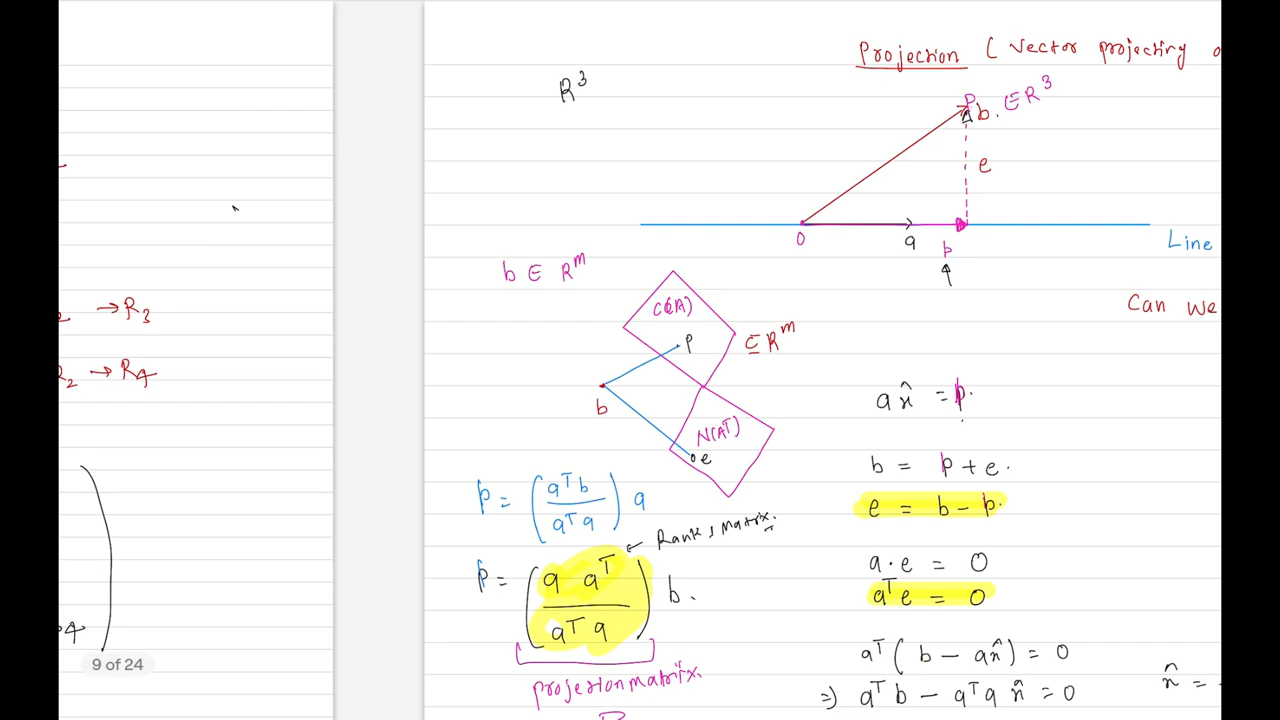 Projection ( vector projecting
R³
P
b. ∈ R³
e
0
a
p
↑
Line
b ∈ Rᵐ
C(A)
p
⊆ Rᵐ
b
N(Aᵀ)
e
Can we
→ R₃
R₂ → R₄
4
9 of 24
p = (aᵀb / aᵀa) a
← Rank 1 matrix.
p = (a aᵀ / aᵀa) b.
projection matrix.
a x̂ = p.
b = p + e.
e = b - p.
a · e = 0
aᵀe = 0
aᵀ( b - a x̂ ) = 0
⇒) aᵀb - aᵀa x̂ = 0
x̂ =